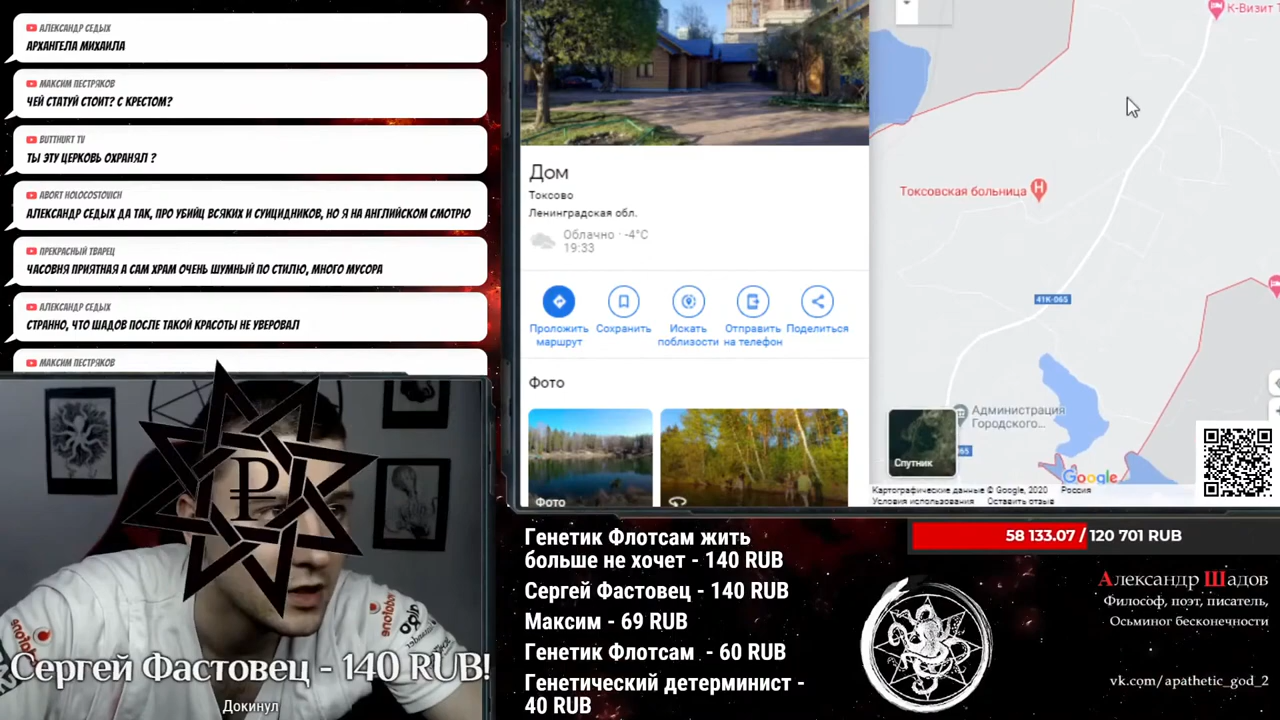 АЛЕКСАНДР СЕДЫХ
АРХАНГЕЛА МИХАИЛА
МАКСИМ ПЕСТРЯКОВ
ЧЕЙ СТАТУЙ СТОИТ? С КРЕСТОМ?
BUTTHURT TV
ТЫ ЭТУ ЦЕРКОВЬ ОХРАНЯЛ ?
ABORT HOLOCOSTOVICH
АЛЕКСАНДР СЕДЫХ ДА ТАК, ПРО УБИЙЦ ВСЯКИХ И СУИЦИДНИКОВ, НО Я НА АНГЛИЙСКОМ СМОТРЮ
ПРЕКРАСНЫЙ ТВАРЕЦ
ЧАСОВНЯ ПРИЯТНАЯ А САМ ХРАМ ОЧЕНЬ ШУМНЫЙ ПО СТИЛЮ, МНОГО МУСОРА
АЛЕКСАНДР СЕДЫХ
СТРАННО, ЧТО ШАДОВ ПОСЛЕ ТАКОЙ КРАСОТЫ НЕ УВЕРОВАЛ
МАКСИМ ПЕСТРЯКОВ
₽
Сергей Фастовец - 140 RUB!
Докинул
Дом
Токсово
Ленинградская обл.
Облачно · -4°C
19:33
Проложить маршрут
Сохранить
Искать поблизости
Отправить на телефон
Поделиться
Фото
Фото
К-Визит
Токсовская больница
41К-065
Администрация
Городского...
Спутник
Google
Картографические данные © Google, 2020 Россия
Условия использования Оставить отзыв
Генетик Флотсам жить
больше не хочет - 140 RUB
Сергей Фастовец - 140 RUB
Максим - 69 RUB
Генетик Флотсам - 60 RUB
Генетический детерминист -
40 RUB
58 133.07 / 120 701 RUB
Александр Шадов
Философ, поэт, писатель,
Осьминог бесконечности
vk.com/apathetic_god_2